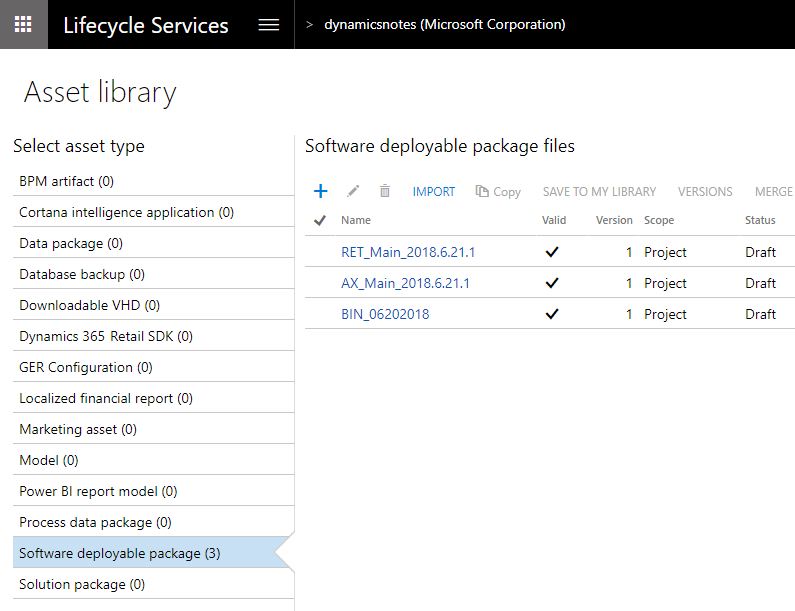 Lifecycle Services > dynamicsnotes (Microsoft Corporation)
Asset library
Select asset type
BPM artifact (0)
Cortana intelligence application (0)
Data package (0)
Database backup (0)
Downloadable VHD (0)
Dynamics 365 Retail SDK (0)
GER Configuration (0)
Localized financial report (0)
Marketing asset (0)
Model (0)
Power BI report model (0)
Process data package (0)
Software deployable package (3)
Solution package (0)
Software deployable package files
IMPORT Copy SAVE TO MY LIBRARY VERSIONS MERGE
Name Valid Version Scope Status
RET_Main_2018.6.21.1 1 Project Draft
AX_Main_2018.6.21.1 1 Project Draft
BIN_06202018 1 Project Draft